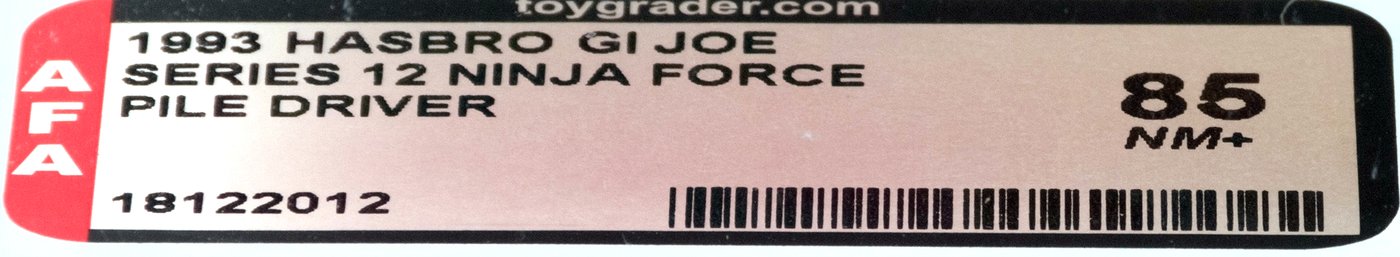 toygrader.com
AFA
1993 HASBRO GI JOE
SERIES 12 NINJA FORCE
PILE DRIVER
85
NM+
18122012